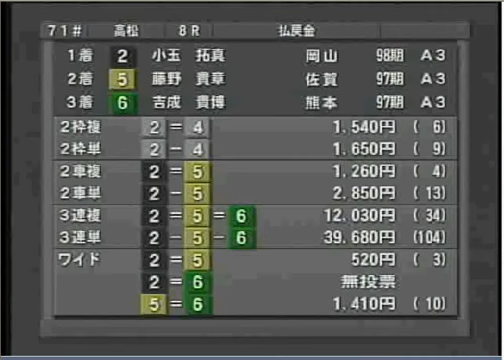 71# 高松 8R 払戻金
1着 2 小玉 拓真 岡山 98期 A3
2着 5 藤野 貴章 佐賀 97期 A3
3着 6 吉成 貴博 熊本 97期 A3
2枠複 2=4 1.540円 ( 6)
2枠単 2-4 1.650円 ( 9)
2車複 2=5 1.260円 ( 4)
2車単 2-5 2.850円 ( 13)
3連複 2=5=6 12.030円 ( 34)
3連単 2-5-6 39.680円 (104)
ワイド 2=5 520円 ( 3)
2=6 無投票
5=6 1.410円 ( 10)